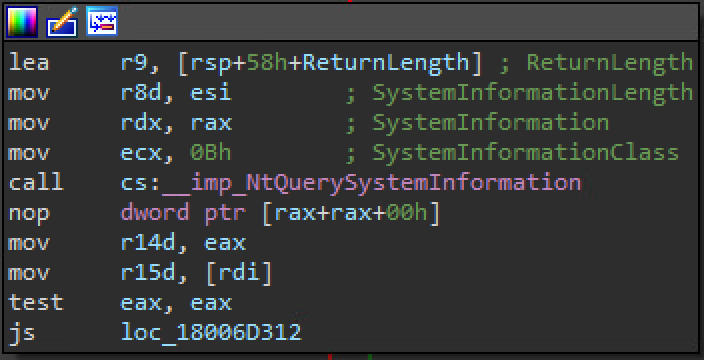 lea     r9, [rsp+58h+ReturnLength] ; ReturnLength
mov     r8d, esi        ; SystemInformationLength
mov     rdx, rax        ; SystemInformation
mov     ecx, 0Bh        ; SystemInformationClass
call    cs:__imp_NtQuerySystemInformation
nop     dword ptr [rax+rax+00h]
mov     r14d, eax
mov     r15d, [rdi]
test    eax, eax
js      loc_18006D312